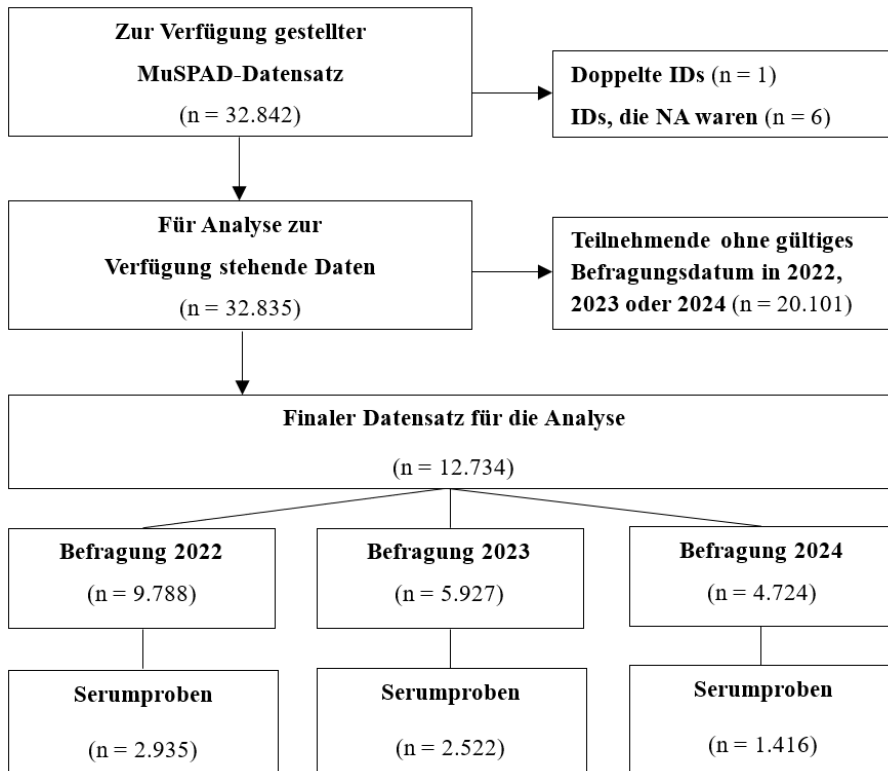 Zur Verfügung gestellter
MuSPAD-Datensatz
(n = 32.842)
Doppelte IDs (n = 1)
IDs, die NA waren (n = 6)
Für Analyse zur
Verfügung stehende Daten
(n = 32.835)
Teilnehmende ohne gültiges
Befragungsdatum in 2022,
2023 oder 2024 (n = 20.101)
Finaler Datensatz für die Analyse
(n = 12.734)
Befragung 2022
(n = 9.788)
Befragung 2023
(n = 5.927)
Befragung 2024
(n = 4.724)
Serumproben
(n = 2.935)
Serumproben
(n = 2.522)
Serumproben
(n = 1.416)